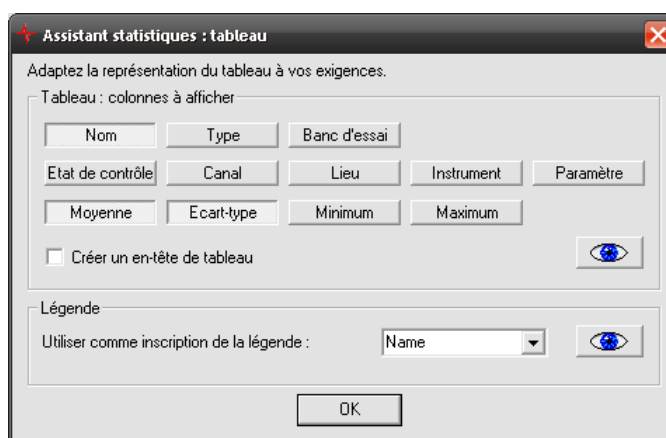 Assistant statistiques : tableau
Adaptez la représentation du tableau à vos exigences.
Tableau : colonnes à afficher
Nom Type Banc d'essai
Etat de contrôle Canal Lieu Instrument Paramètre
Moyenne Ecart-type Minimum Maximum
Créer un en-tête de tableau
Légende
Utiliser comme inscription de la légende : Name
OK